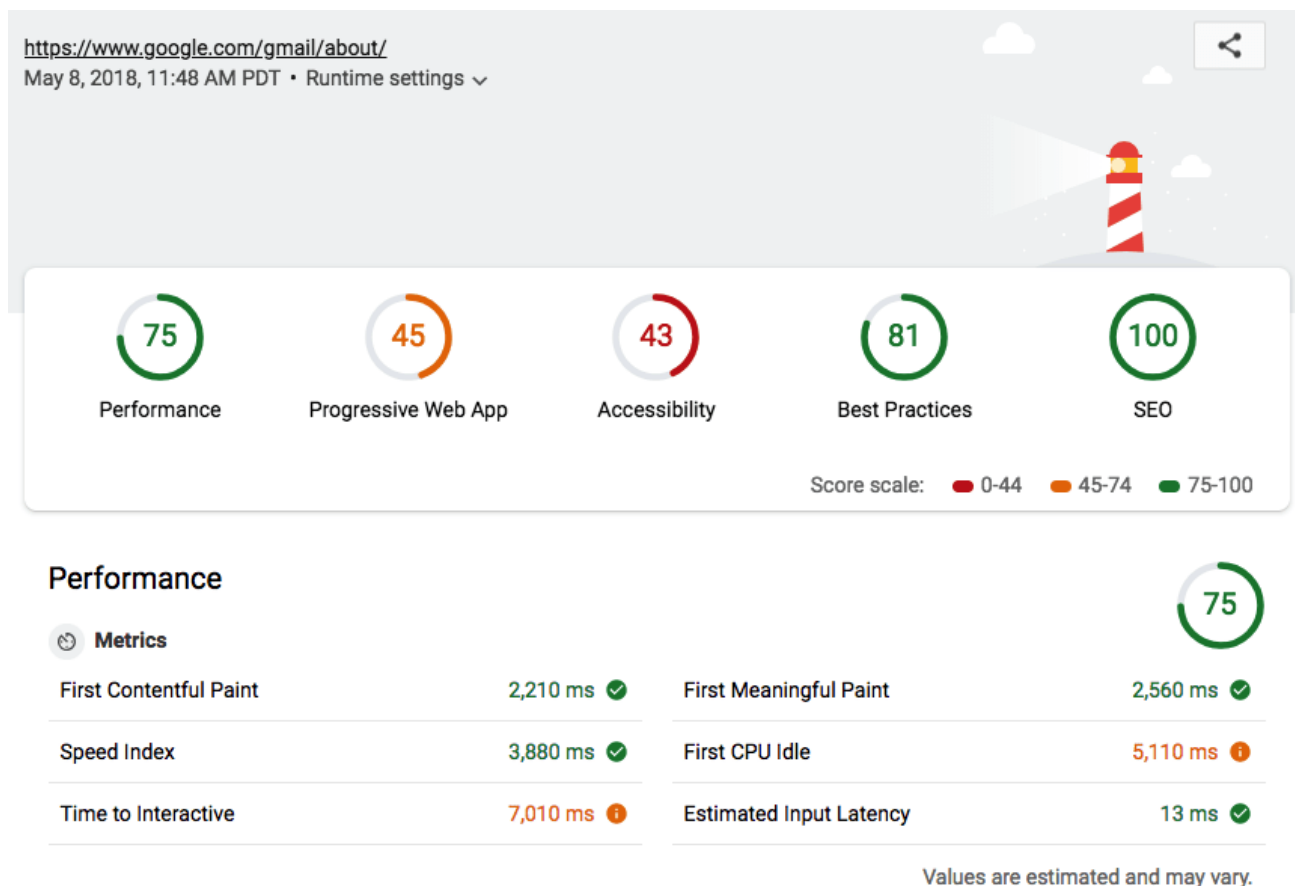 https://www.google.com/gmail/about/
May 8, 2018, 11:48 AM PDT • Runtime settings
75 45 43 81 100
Performance Progressive Web App Accessibility Best Practices SEO
Score scale: 0-44 45-74 75-100
Performance 75
Metrics
First Contentful Paint 2,210 ms First Meaningful Paint 2,560 ms
Speed Index 3,880 ms First CPU Idle 5,110 ms
Time to Interactive 7,010 ms Estimated Input Latency 13 ms
Values are estimated and may vary.